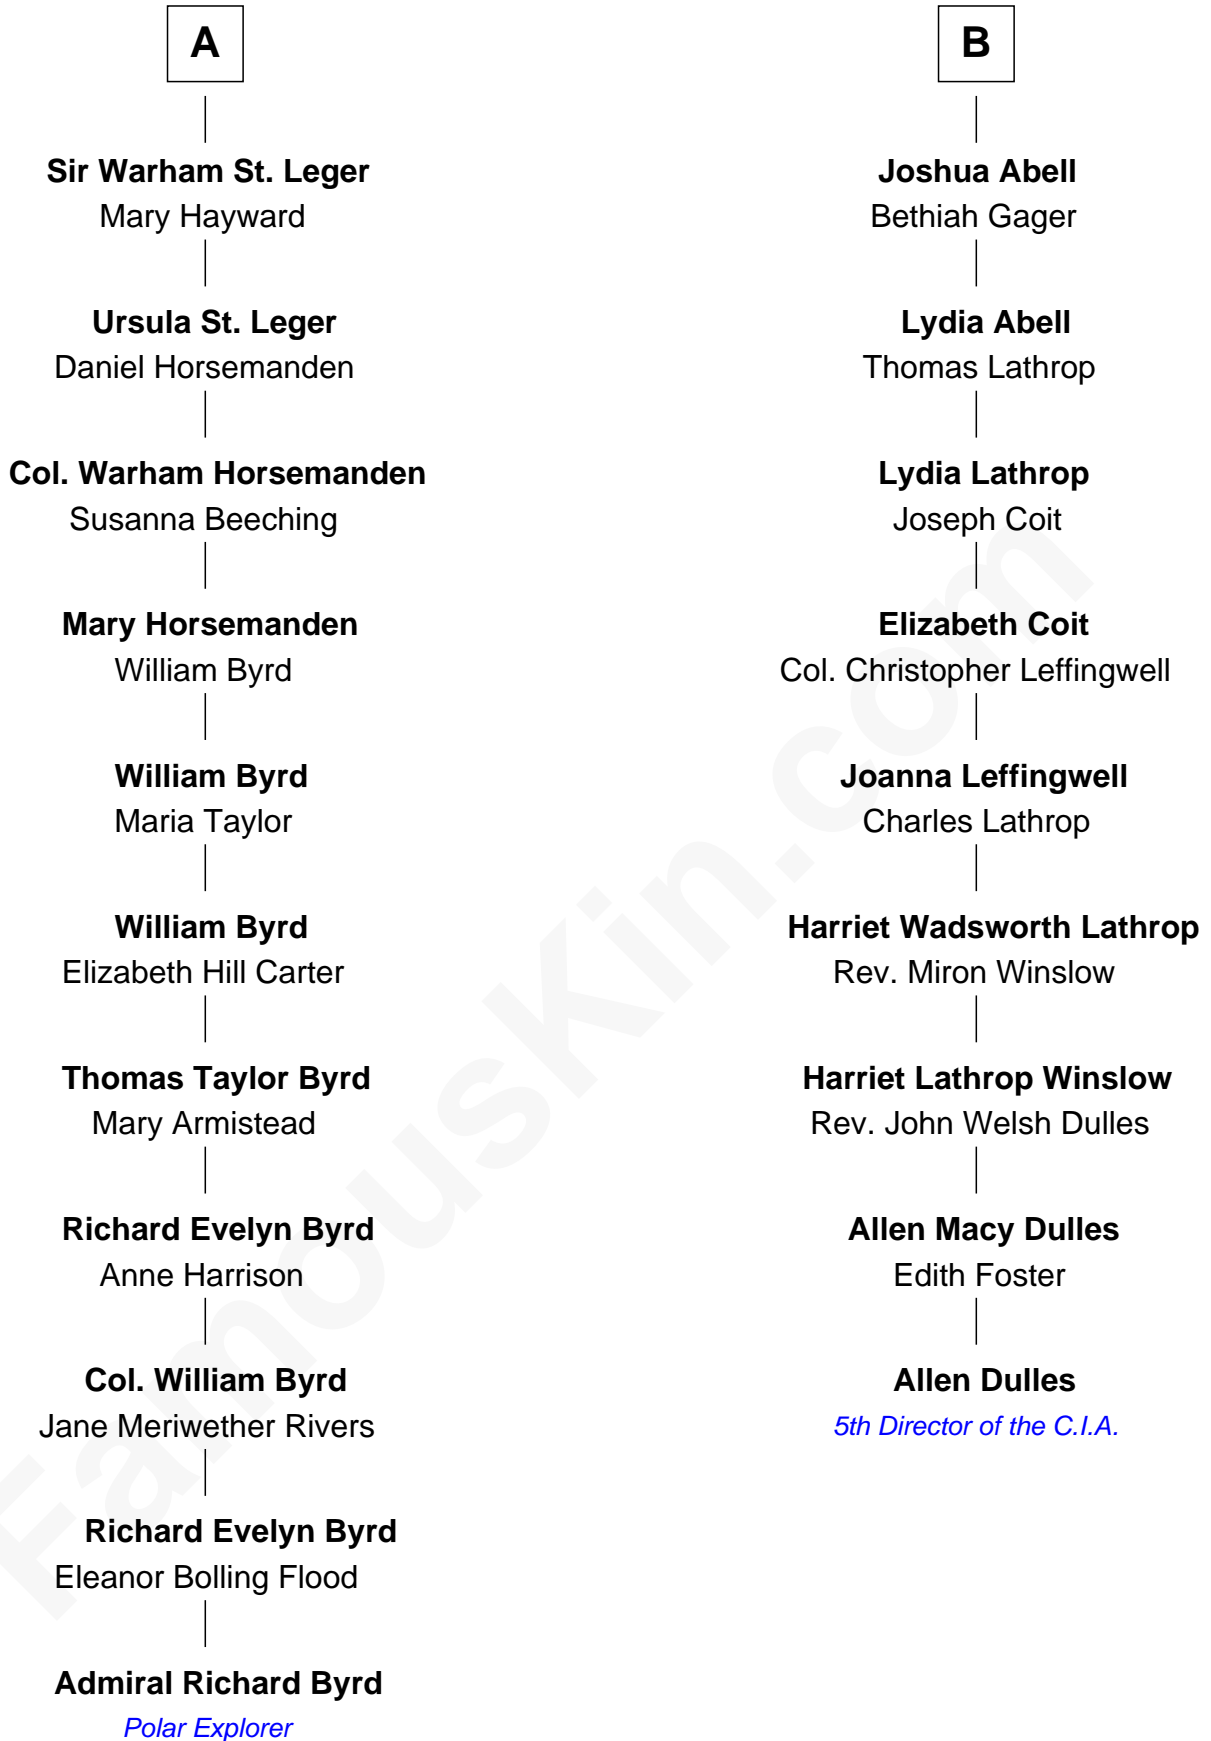 A
Sir Warham St. Leger
Mary Hayward
Ursula St. Leger
Daniel Horsemanden
Col. Warham Horsemanden
Susanna Beeching
Mary Horsemanden
William Byrd
William Byrd
Maria Taylor
William Byrd
Elizabeth Hill Carter
Thomas Taylor Byrd
Mary Armistead
Richard Evelyn Byrd
Anne Harrison
Col. William Byrd
Jane Meriwether Rivers
Richard Evelyn Byrd
Eleanor Bolling Flood
Admiral Richard Byrd
Polar Explorer
B
Joshua Abell
Bethiah Gager
Lydia Abell
Thomas Lathrop
Lydia Lathrop
Joseph Coit
Elizabeth Coit
Col. Christopher Leffingwell
Joanna Leffingwell
Charles Lathrop
Harriet Wadsworth Lathrop
Rev. Miron Winslow
Harriet Lathrop Winslow
Rev. John Welsh Dulles
Allen Macy Dulles
Edith Foster
Allen Dulles
5th Director of the C.I.A.
FamousKin.com